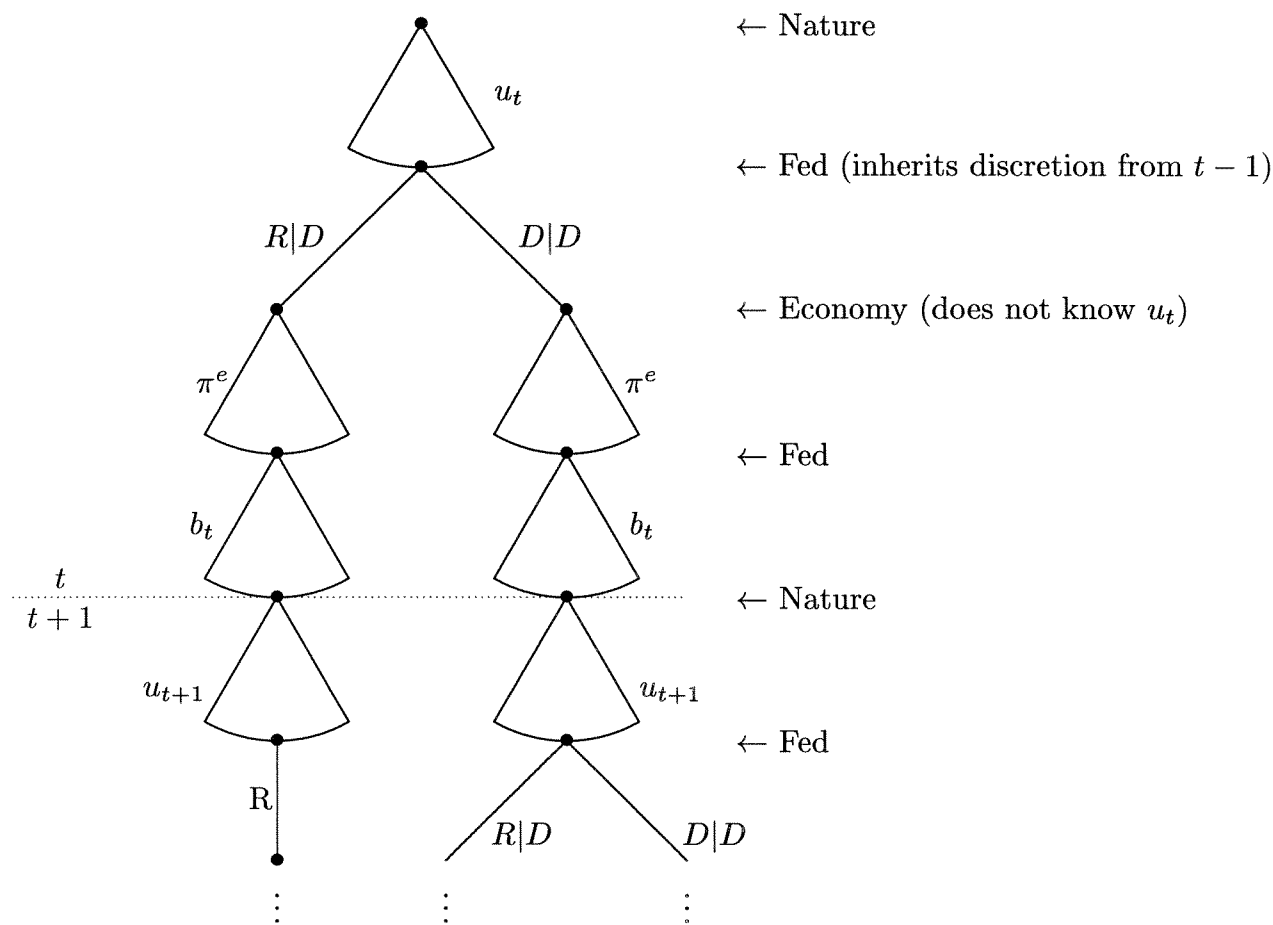 ← Nature
u_t
← Fed (inherits discretion from t − 1)
R|D D|D
← Economy (does not know u_t)
π^e π^e
← Fed
b_t b_t
t
← Nature
t + 1
u_{t+1} u_{t+1}
← Fed
R
R|D D|D
⋮ ⋮ ⋮